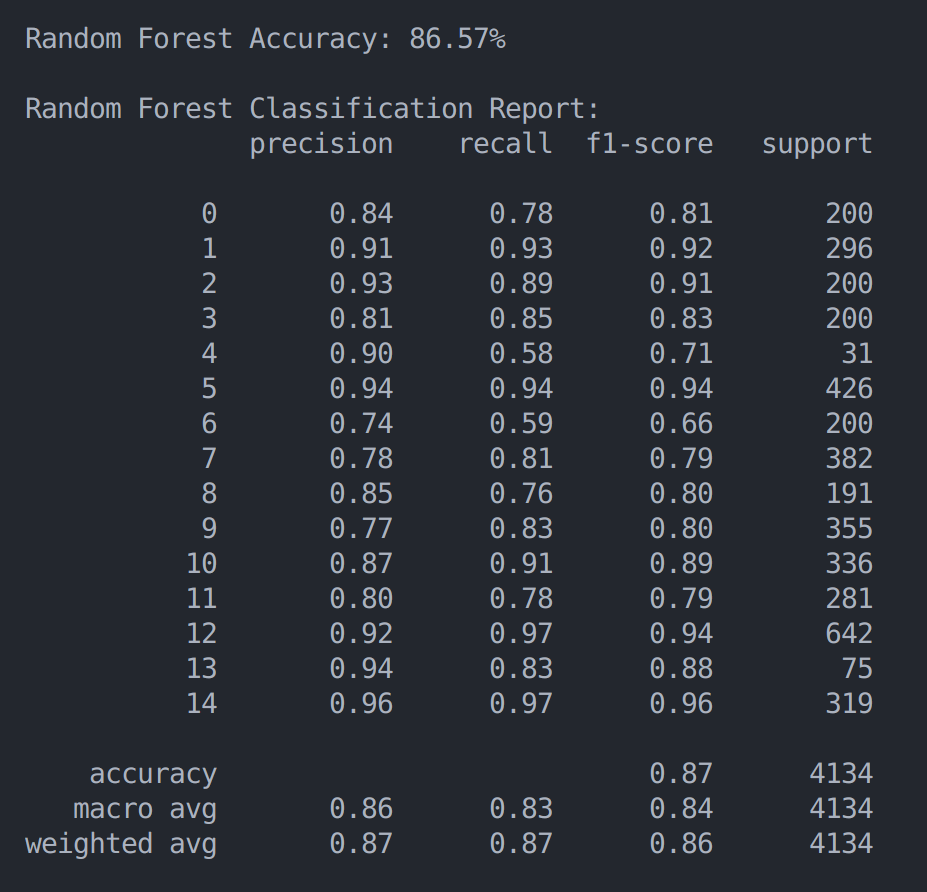 Random Forest Accuracy: 86.57%
Random Forest Classification Report:
precision recall f1-score support
0 0.84 0.78 0.81 200
1 0.91 0.93 0.92 296
2 0.93 0.89 0.91 200
3 0.81 0.85 0.83 200
4 0.90 0.58 0.71 31
5 0.94 0.94 0.94 426
6 0.74 0.59 0.66 200
7 0.78 0.81 0.79 382
8 0.85 0.76 0.80 191
9 0.77 0.83 0.80 355
10 0.87 0.91 0.89 336
11 0.80 0.78 0.79 281
12 0.92 0.97 0.94 642
13 0.94 0.83 0.88 75
14 0.96 0.97 0.96 319
accuracy 0.87 4134
macro avg 0.86 0.83 0.84 4134
weighted avg 0.87 0.87 0.86 4134